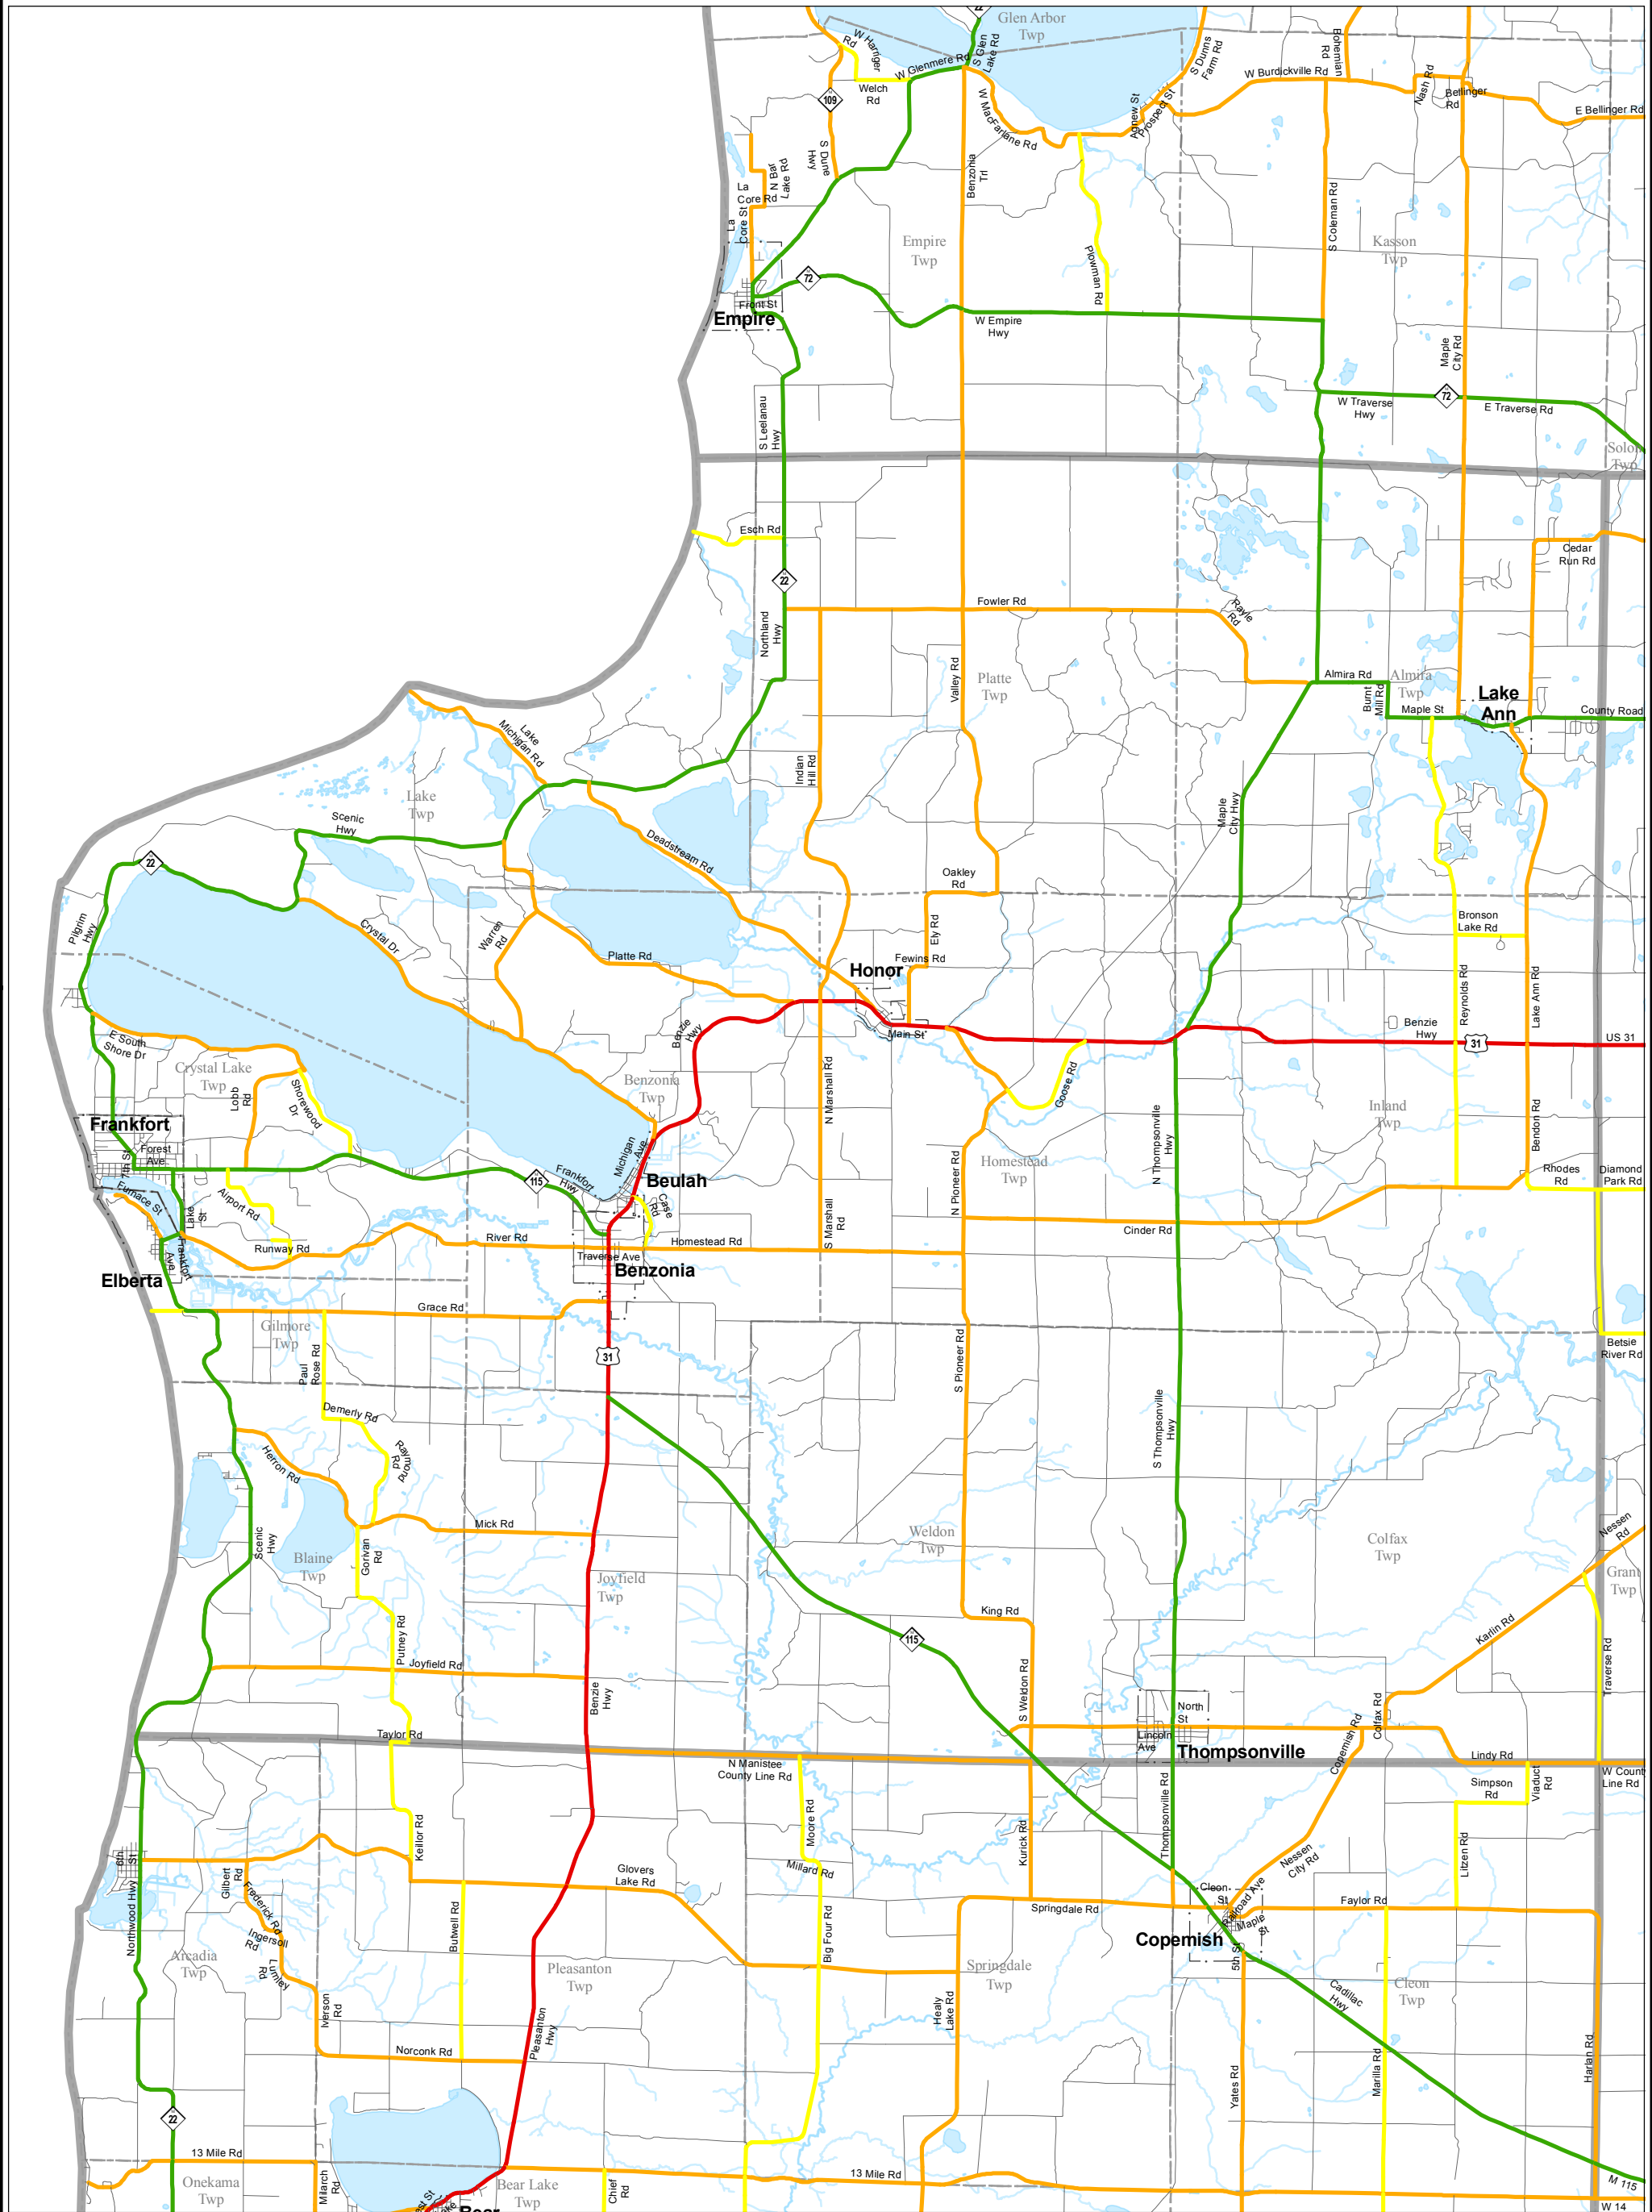 22
Glen Arbor
Twp
W Harriger
Rd
S Glen
Lake Rd
W Glenmere Rd
Welch
Rd
109
S Dune
Hwy
W MacFarlane Rd
Agnew St
Prospect St
S Dunns
Farm Rd
W Burdickville Rd
Bohemian
Rd
Nash Rd
Bellinger
Rd
E Bellinger Rd
N Bar
Lake Rd
La
Core Rd
La
Core St
Benzonia
Trl
Empire
Twp
Plowman Rd
S Coleman Rd
Kasson
Twp
72
Front St
Empire
W Empire
Hwy
Maple
City Rd
72
W Traverse
Hwy
E Traverse Rd
S Leelanau
Hwy
Esch Rd
22
Cedar
Run Rd
Fowler Rd
Rayle
Rd
Northland
Hwy
Valley Rd
Platte
Twp
Almira Rd
Almira
Twp
Burnt
Mill Rd
Maple St
Lake
Ann
County Road
Lake
Michigan Rd
Indian
Hill Rd
Maple
City Hwy
Lake
Twp
Scenic
Hwy
22
Deadstream Rd
Oakley
Rd
Pilgrim
Hwy
Crystal Dr
Warren
Rd
Platte Rd
Ely Rd
Fewins Rd
Honor
Bronson
Lake Rd
Reynolds Rd
Lake Ann Rd
Main St
Benzie
Hwy
Benzie
Hwy
31
US 31
E South
Shore Dr
Crystal Lake
Twp
Lobb
Rd
Shorewood
Dr
Benzonia
Twp
N Marshall Rd
Goose Rd
N Thompsonville
Hwy
Inland
Twp
Bendon Rd
Frankfort
Forest
Ave
7th St
Furnace St
Lake
St
Airport Rd
115
Frankfort
Hwy
Michigan
Ave
Beulah
Case
Rd
Homestead
Twp
N Pioneer Rd
Rhodes
Rd
Diamond
Park Rd
S Marshall
Rd
Cinder Rd
Runway Rd
River Rd
Homestead Rd
Traverse Ave
Benzonia
Frankfort
Ave
Elberta
Grace Rd
Gilmore
Twp
Betsie
River Rd
31
Paul
Rose Rd
S Pioneer Rd
S Thompsonville
Hwy
Demerly Rd
Raymond
Rd
Herron Rd
Mick Rd
Scenic
Hwy
Blaine
Twp
Gorivan
Rd
Joyfield
Twp
Weldon
Twp
Colfax
Twp
Nessen
Rd
Grant
Twp
King Rd
115
Karlin Rd
Putney Rd
Joyfield Rd
Benzie
Hwy
S Weldon Rd
North
St
Lincoln
Ave
Thompsonville
Colfax Rd
Copemish Rd
Traverse Rd
Taylor Rd
N Manistee
County Line Rd
Lindy Rd
W Count
Line Rd
Simpson
Rd
Viaduct
Rd
Moore Rd
Millard Rd
Kurick Rd
Thompsonville Rd
Keillor Rd
6th
St
Gilbert
Rd
Frederick Rd
Ingersoll
Rd
Lumley
Rd
Glovers
Lake Rd
Nessen
City Rd
Litzen Rd
Cleon
St
Railroad Ave
Maple
St
Springdale Rd
Faylor Rd
Northwood Hwy
Butwell Rd
Big Four Rd
Copemish
5th St
Arcadia
Twp
Pleasanton
Twp
Springdale
Twp
Cleon
Twp
Cadillac
Hwy
Iverson
Rd
Norconk Rd
Pleasanton
Hwy
Healy
Lake Rd
Yates Rd
Marilla Rd
Harlan Rd
22
13 Mile Rd
Onekama
Twp
Milarch
Rd
Bear Lake
Twp
Chief
Rd
13 Mile Rd
M 115
W 14